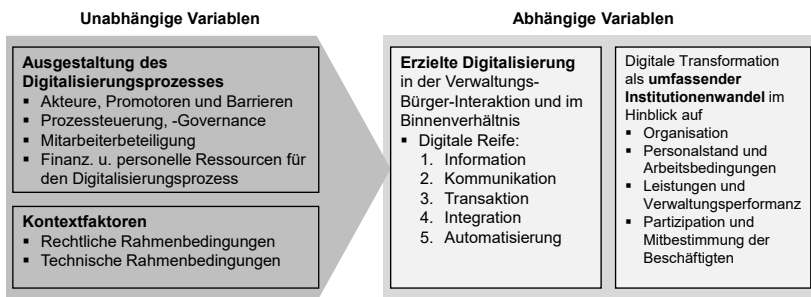 Unabhängige Variablen
Ausgestaltung des
Digitalisierungsprozesses
▪ Akteure, Promotoren und Barrieren
▪ Prozesssteuerung, -Governance
▪ Mitarbeiterbeteiligung
▪ Finanz. u. personelle Ressourcen für
den Digitalisierungsprozess
Kontextfaktoren
▪ Rechtliche Rahmenbedingungen
▪ Technische Rahmenbedingungen
Abhängige Variablen
Erzielte Digitalisierung
in der Verwaltungs-
Bürger-Interaktion und im
Binnenverhältnis
▪ Digitale Reife:
1. Information
2. Kommunikation
3. Transaktion
4. Integration
5. Automatisierung
Digitale Transformation
als umfassender
Institutionenwandel im
Hinblick auf
▪ Organisation
▪ Personalstand und
Arbeitsbedingungen
▪ Leistungen und
Verwaltungsperformanz
▪ Partizipation und
Mitbestimmung der
Beschäftigten